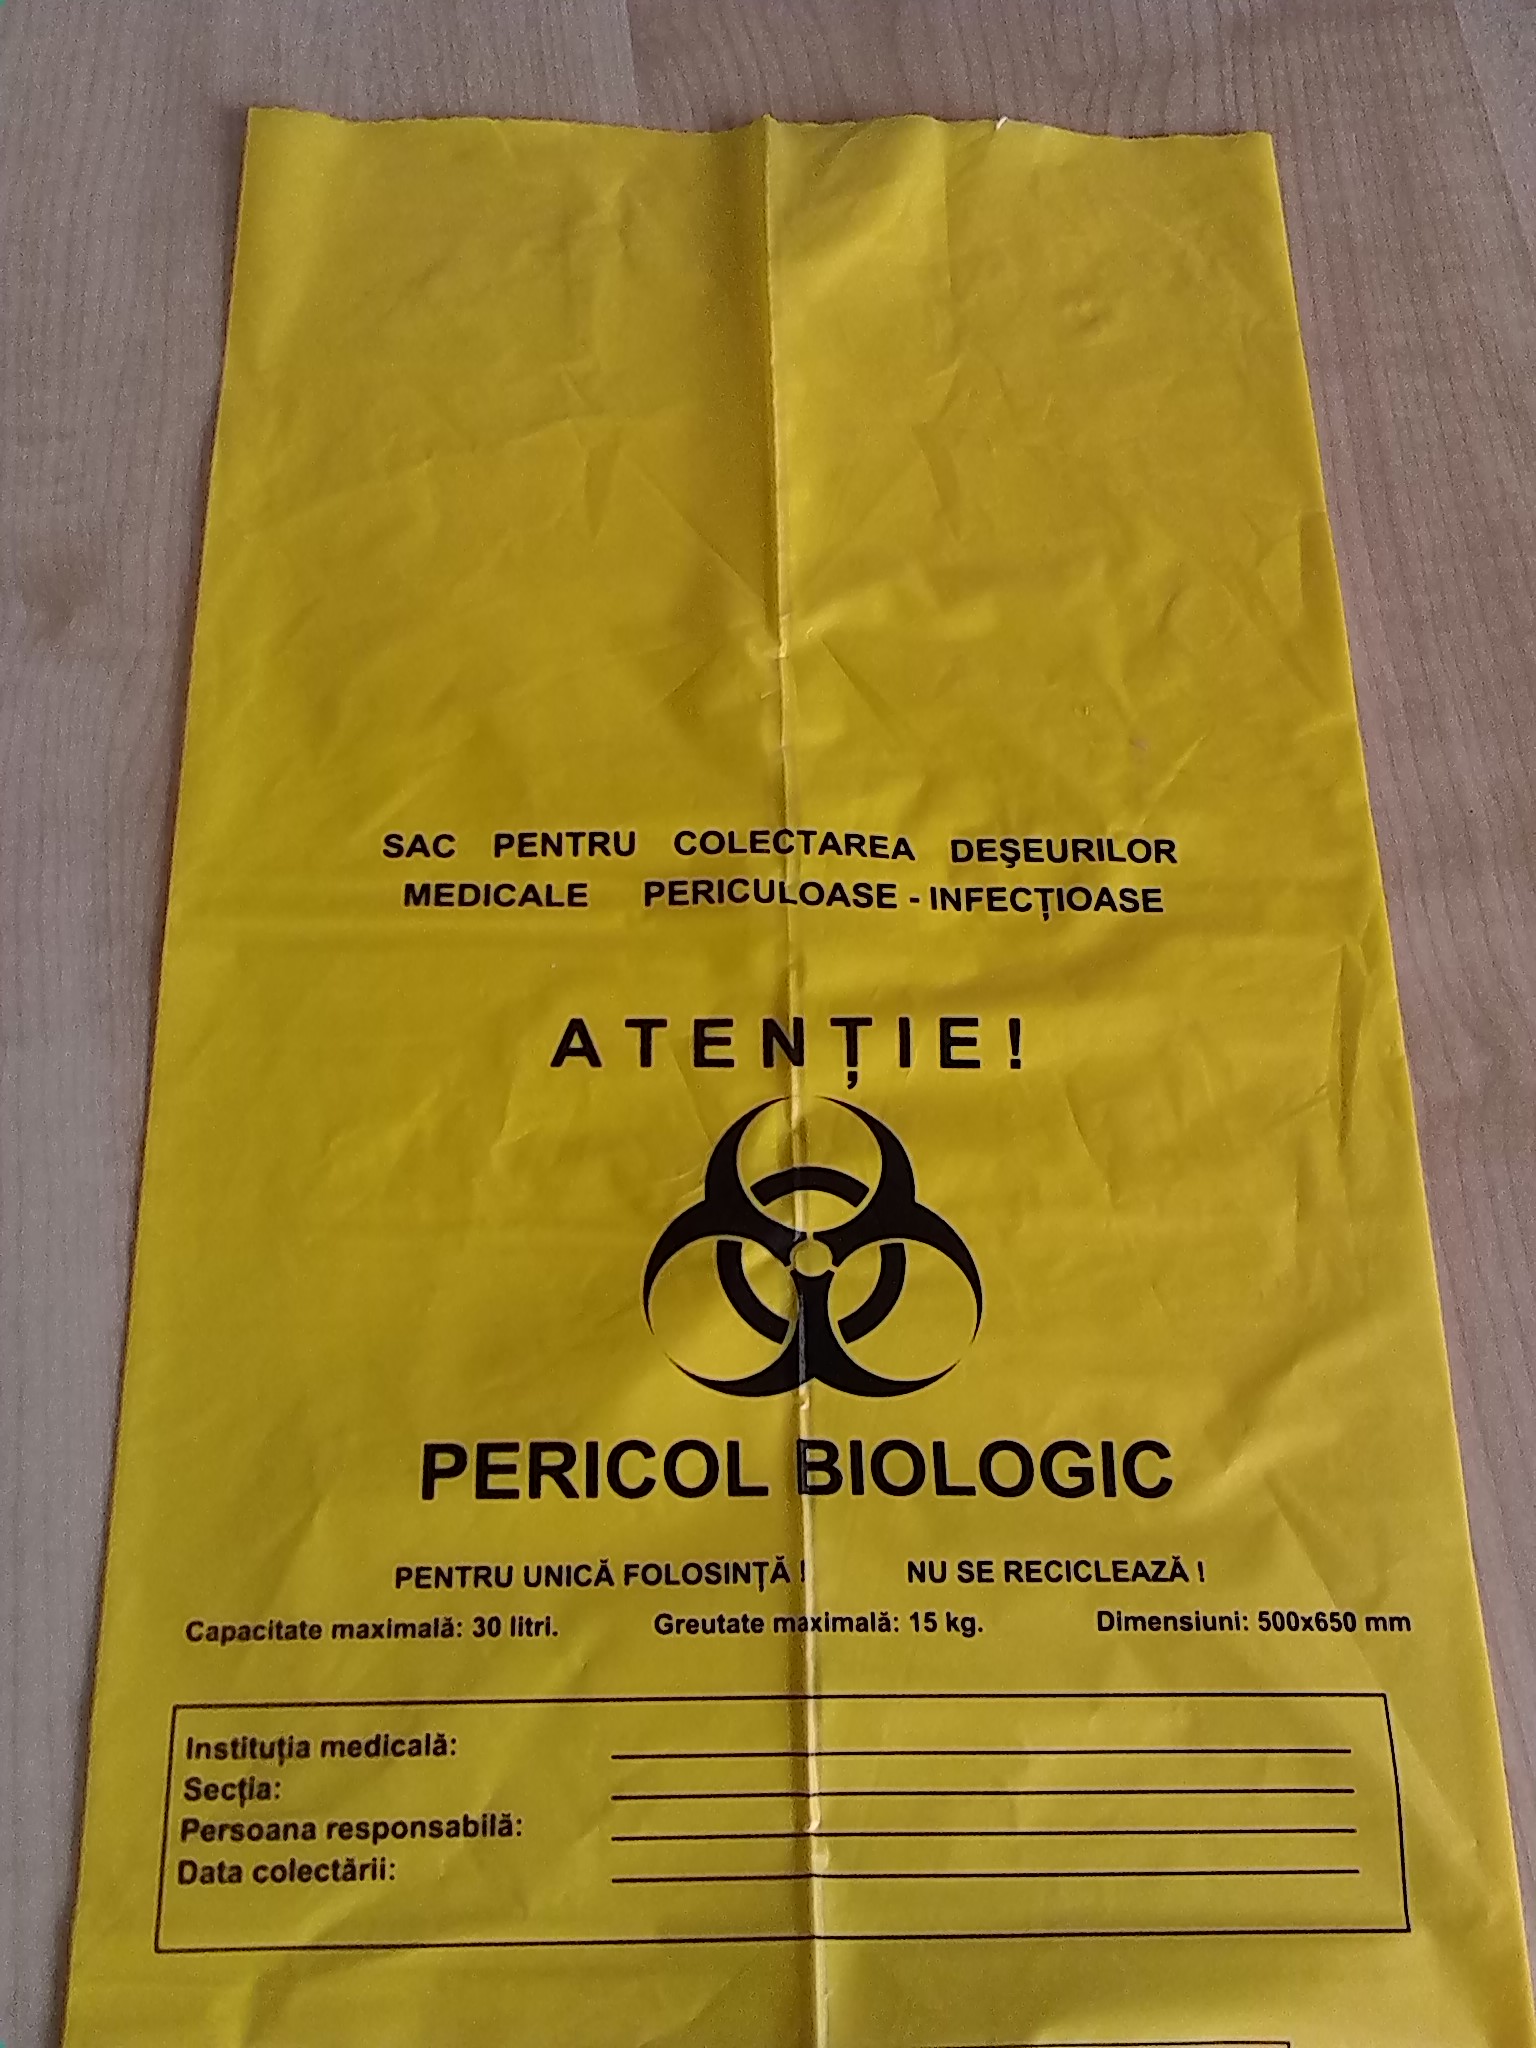 SAC PENTRU COLECTAREA DEŞEURILOR
MEDICALE PERICULOASE - INFECȚIOASE
ATENȚIE!
PERICOL BIOLOGIC
PENTRU UNICĂ FOLOSINȚĂ ! NU SE RECICLEAZĂ !
Capacitate maximală: 30 litri. Greutate maximală: 15 kg. Dimensiuni: 500x650 mm
Instituția medicală:
Secția:
Persoana responsabilă:
Data colectării: